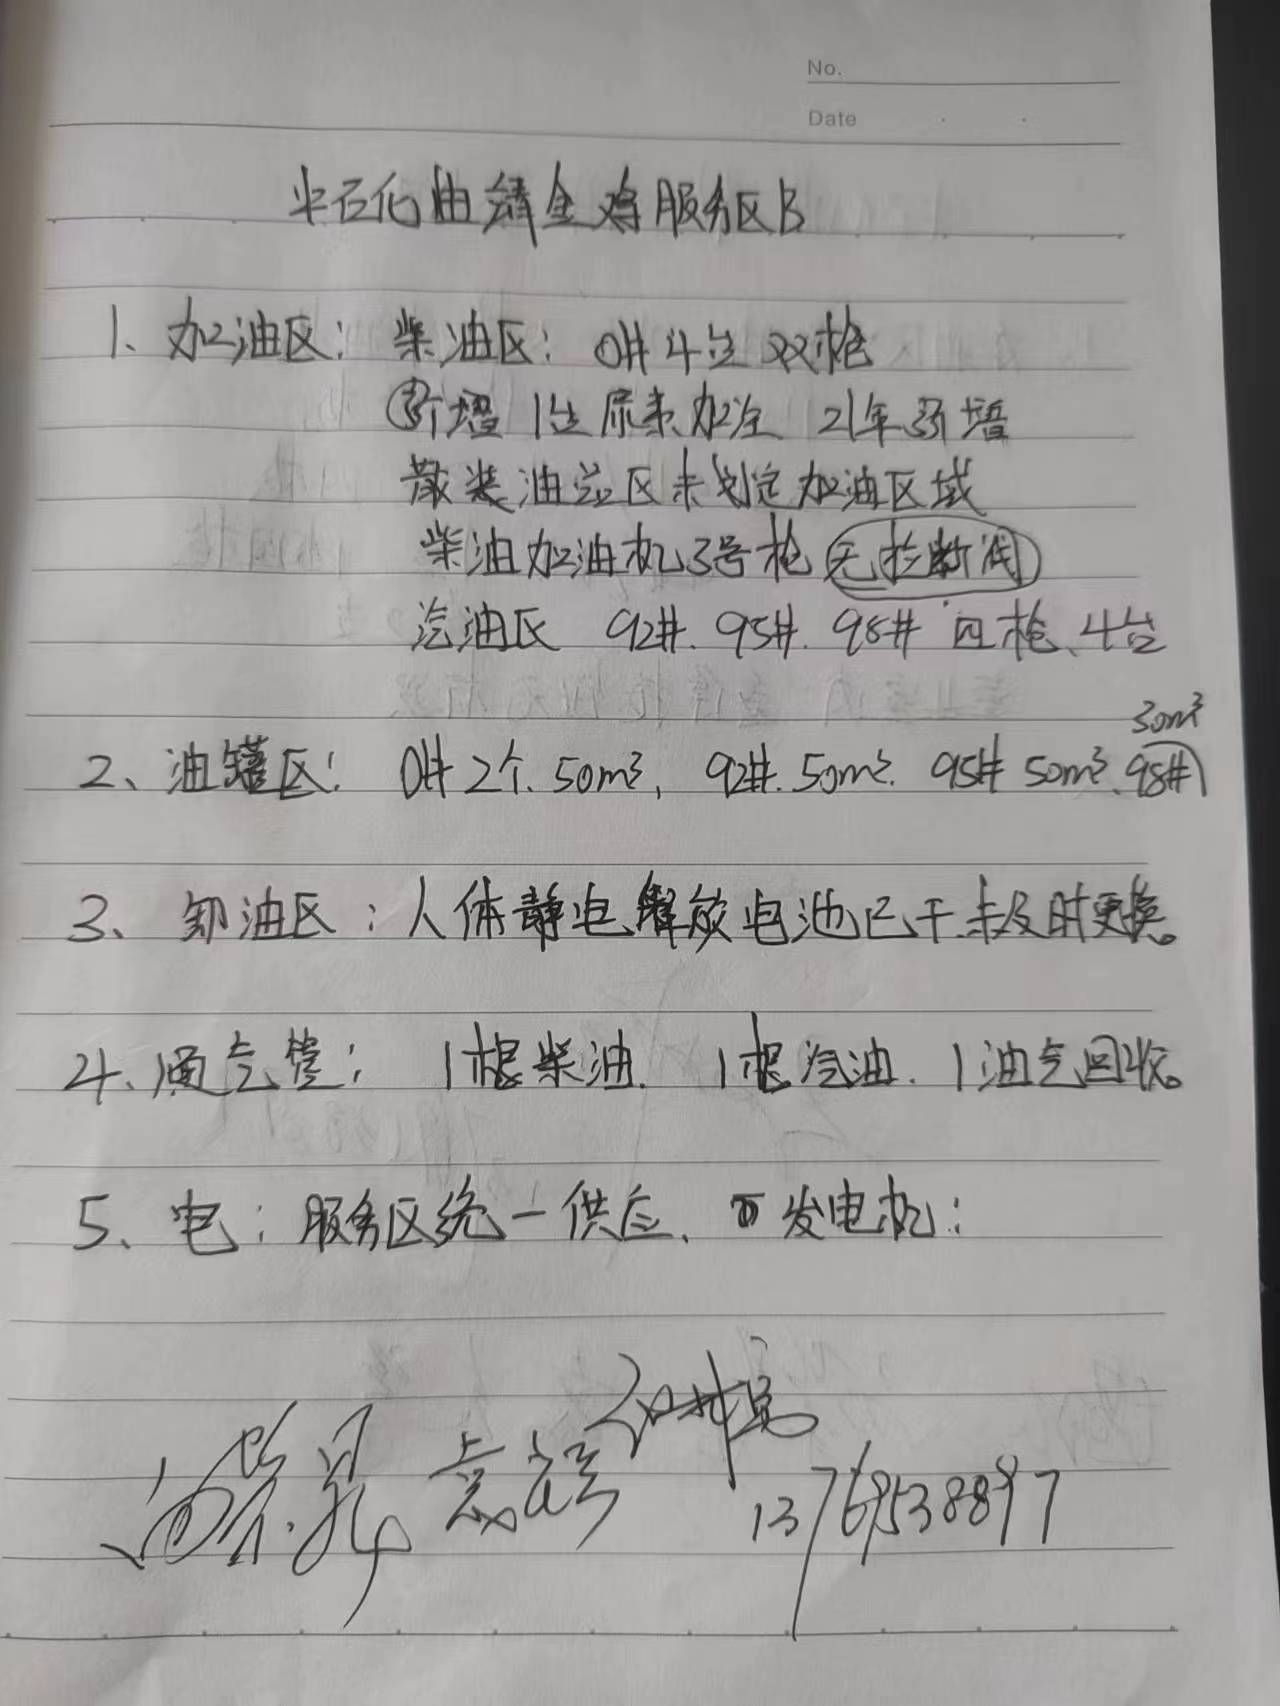 No.
Date
中石化曲靖金鸡服务区B
1、加油区：柴油区：0# 4台双枪
新增1台尿素加注 21年新增
散装油总区未划定加油区域
柴油加油机3号枪无拉断阀
汽油区 92#. 95#. 98# 四枪、4台
30m³
2、油罐区：0# 2个. 50m³, 92#. 50m³. 95# 50m³. 98#
3、卸油区：人体静电释放电池已干.未及时更换。
4、通气管：1根柴油. 1根汽油. 1油气回收。
5、电：服务区统一供应、发电机：
13769538897